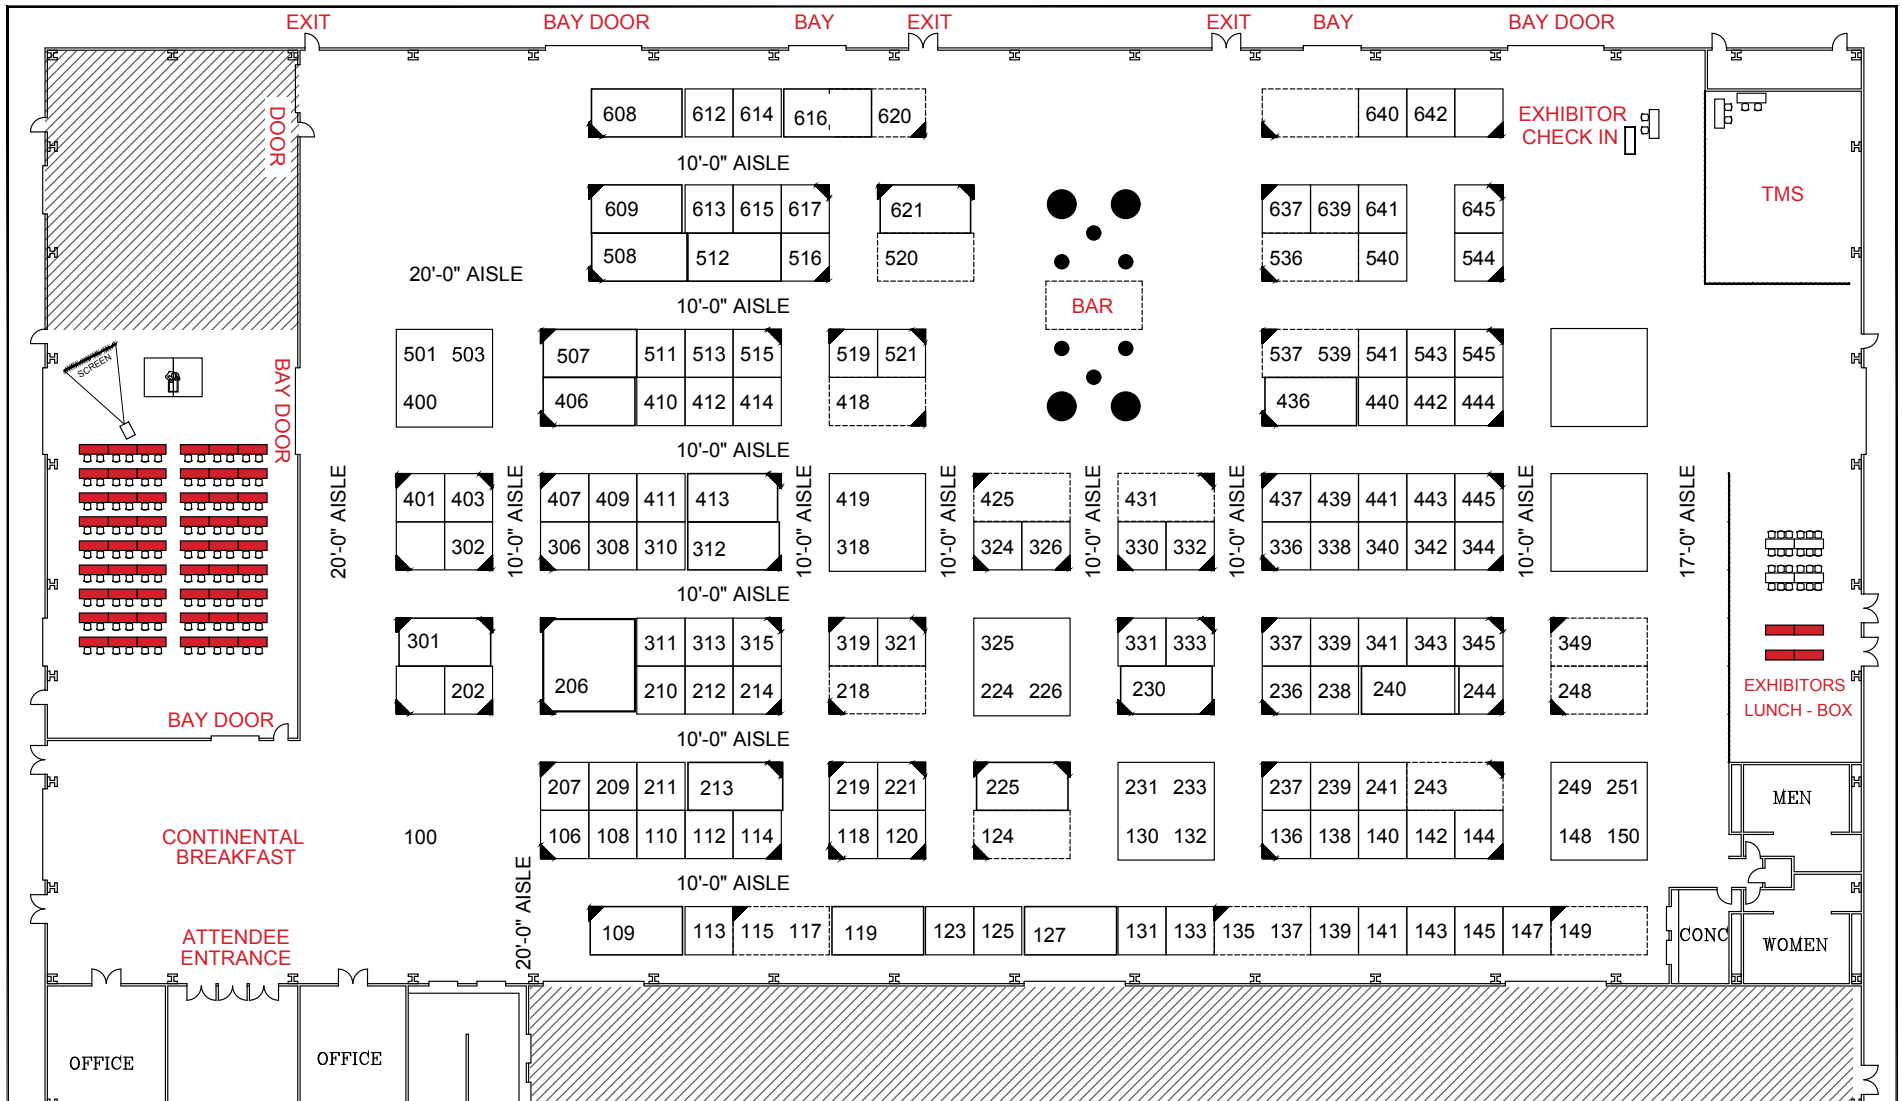 EXIT BAY DOOR BAY EXIT EXIT BAY BAY DOOR
608 612 614 616 620 640 642
EXHIBITOR
CHECK IN
DOOR
10'-0" AISLE
TMS
609 613 615 617 621 637 639 641 645
508 512 516 520 536 540 544
20'-0" AISLE
10'-0" AISLE
BAR
SCREEN
BAY DOOR
501 503 507 511 513 515 519 521 537 539 541 543 545
400 406 410 412 414 418 436 440 442 444
10'-0" AISLE
20'-0" AISLE
10'-0" AISLE
10'-0" AISLE
10'-0" AISLE
10'-0" AISLE
10'-0" AISLE
10'-0" AISLE
17'-0" AISLE
401 403 407 409 411 413 419 425 431 437 439 441 443 445
302 306 308 310 312 318 324 326 330 332 336 338 340 342 344
10'-0" AISLE
301 311 313 315 319 321 325 331 333 337 339 341 343 345 349
202 206 210 212 214 218 224 226 230 236 238 240 244 248
EXHIBITORS
LUNCH - BOX
BAY DOOR
10'-0" AISLE
207 209 211 213 219 221 225 231 233 237 239 241 243 249 251
MEN
100 106 108 110 112 114 118 120 124 130 132 136 138 140 142 144 148 150
CONTINENTAL
BREAKFAST
10'-0" AISLE
20'-0" AISLE
109 113 115 117 119 123 125 127 131 133 135 137 139 141 143 145 147 149
CONC
WOMEN
ATTENDEE
ENTRANCE
OFFICE
OFFICE